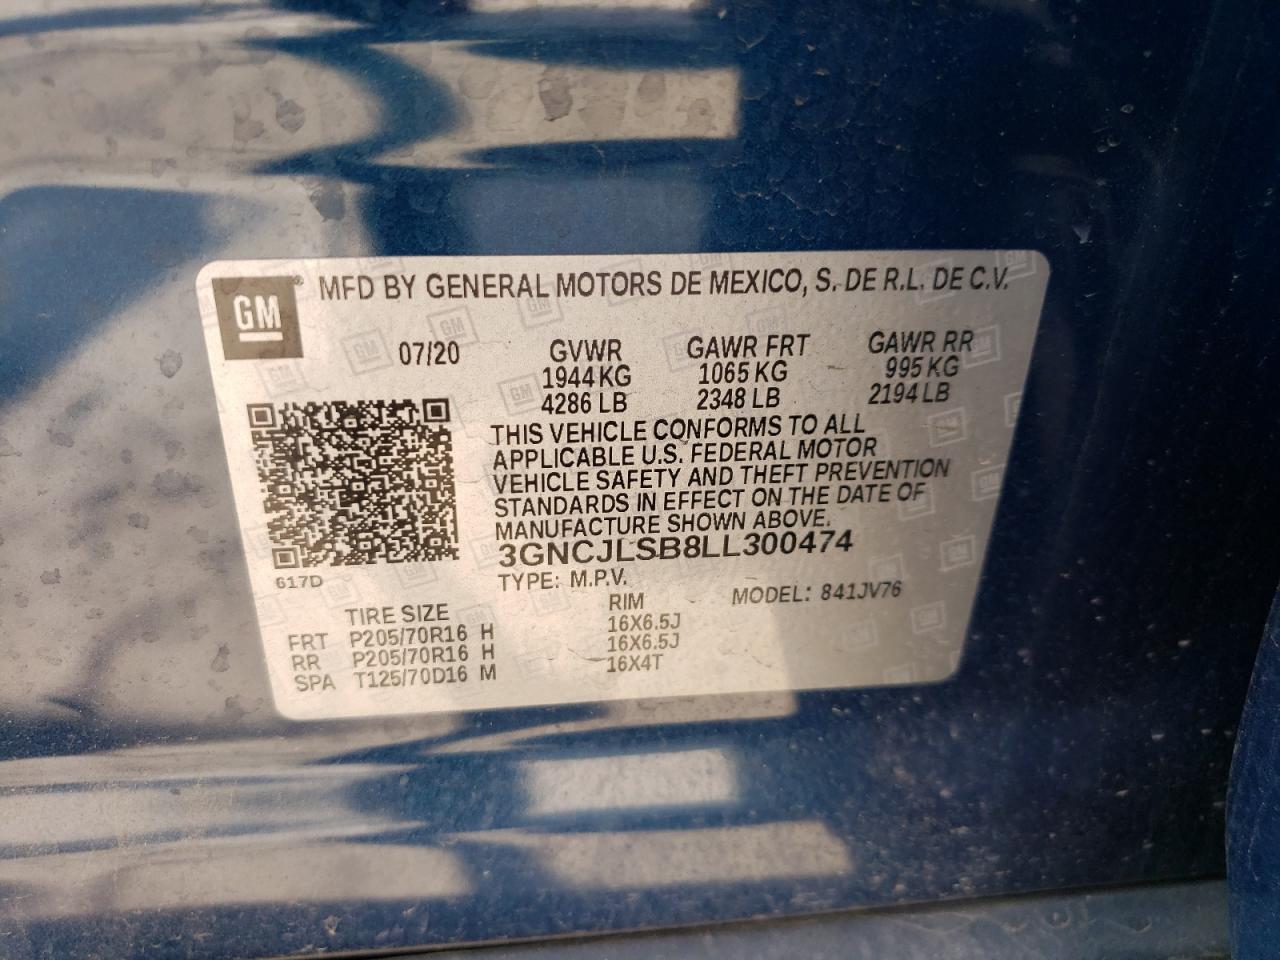 GM® MFD BY GENERAL MOTORS DE MEXICO, S. DE R.L. DE C.V.
07/20 GVWR GAWR FRT GAWR RR
1944 KG 1065 KG 995 KG
4286 LB 2348 LB 2194 LB
THIS VEHICLE CONFORMS TO ALL
APPLICABLE U.S. FEDERAL MOTOR
VEHICLE SAFETY AND THEFT PREVENTION
STANDARDS IN EFFECT ON THE DATE OF
MANUFACTURE SHOWN ABOVE.
3GNCJLSB8LL300474
617D TYPE: M.P.V. MODEL: 841JV76
TIRE SIZE RIM
FRT P205/70R16 H 16X6.5J
RR P205/70R16 H 16X6.5J
SPA T125/70D16 M 16X4T